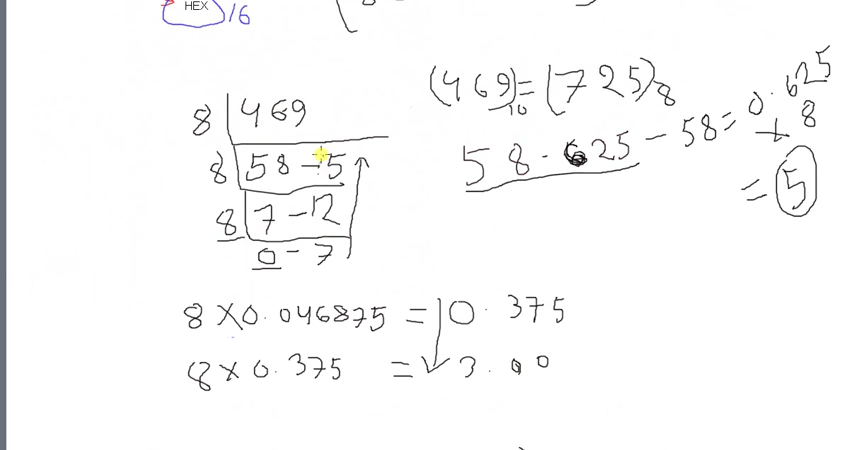 HEX
16
8 469
8 58 - 5
8 7 - 2
0 - 7
(469)10 = (725)8
58.625 - 58 = 0.625
× 8
= 5
8 × 0.046875 = 0.375
8 × 0.375 = 3.00